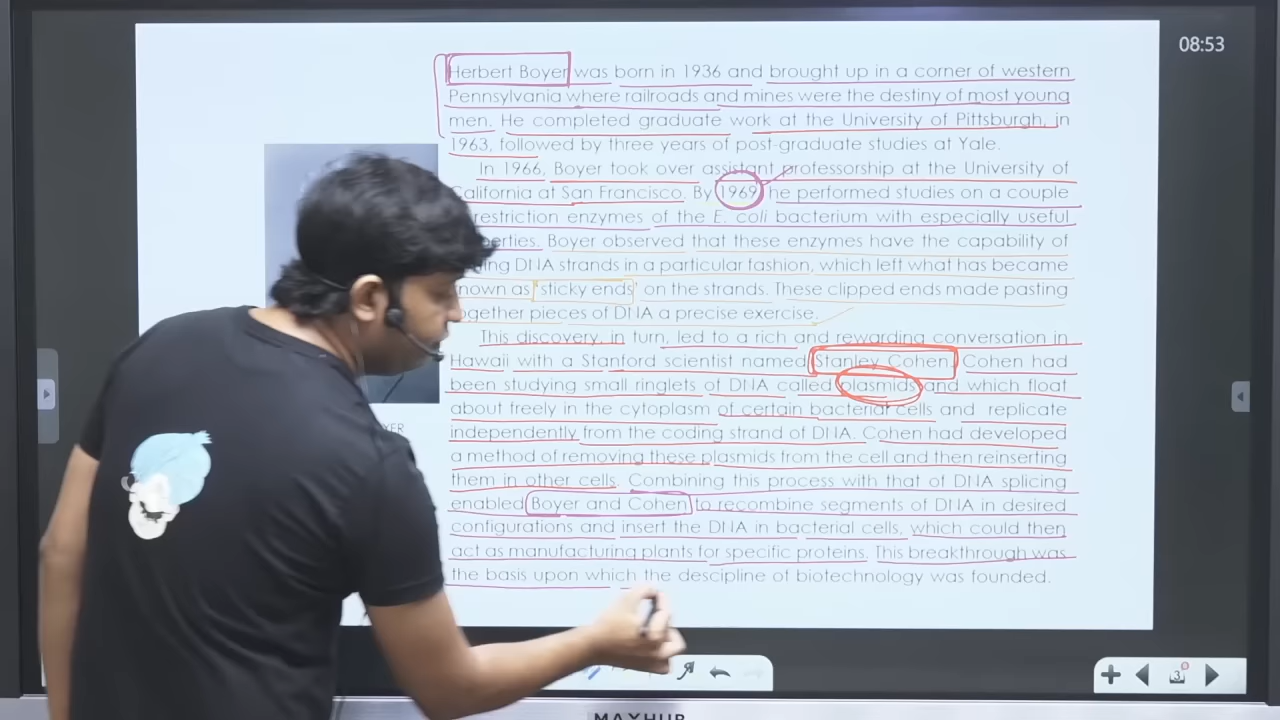 08:53
Herbert Boyer was born in 1936 and brought up in a corner of western
Pennsylvania where railroads and mines were the destiny of most young
men. He completed graduate work at the University of Pittsburgh, in
1963, followed by three years of post-graduate studies at Yale.
In 1966, Boyer took over assistant professorship at the University of
California at San Francisco. By 1969, he performed studies on a couple
restriction enzymes of the E. coli bacterium with especially useful
Boyer observed that these enzymes have the capability of
DNA strands in a particular fashion, which left what has became
known as 'sticky ends' on the strands. These clipped ends made pasting
together pieces of DNA a precise exercise.
This discovery, in turn, led to a rich and rewarding conversation in
Hawaii with a Stanford scientist named Stanley Cohen. Cohen had
been studying small ringlets of DNA called plasmids and which float
about freely in the cytoplasm of certain bacterial cells and replicate
independently from the coding strand of DNA. Cohen had developed
a method of removing these plasmids from the cell and then reinserting
them in other cells. Combining this process with that of DNA splicing
enabled Boyer and Cohen to recombine segments of DNA in desired
configurations and insert the DNA in bacterial cells, which could then
act as manufacturing plants for specific proteins. This breakthrough was
the basis upon which the descipline of biotechnology was founded.
MAXHUB